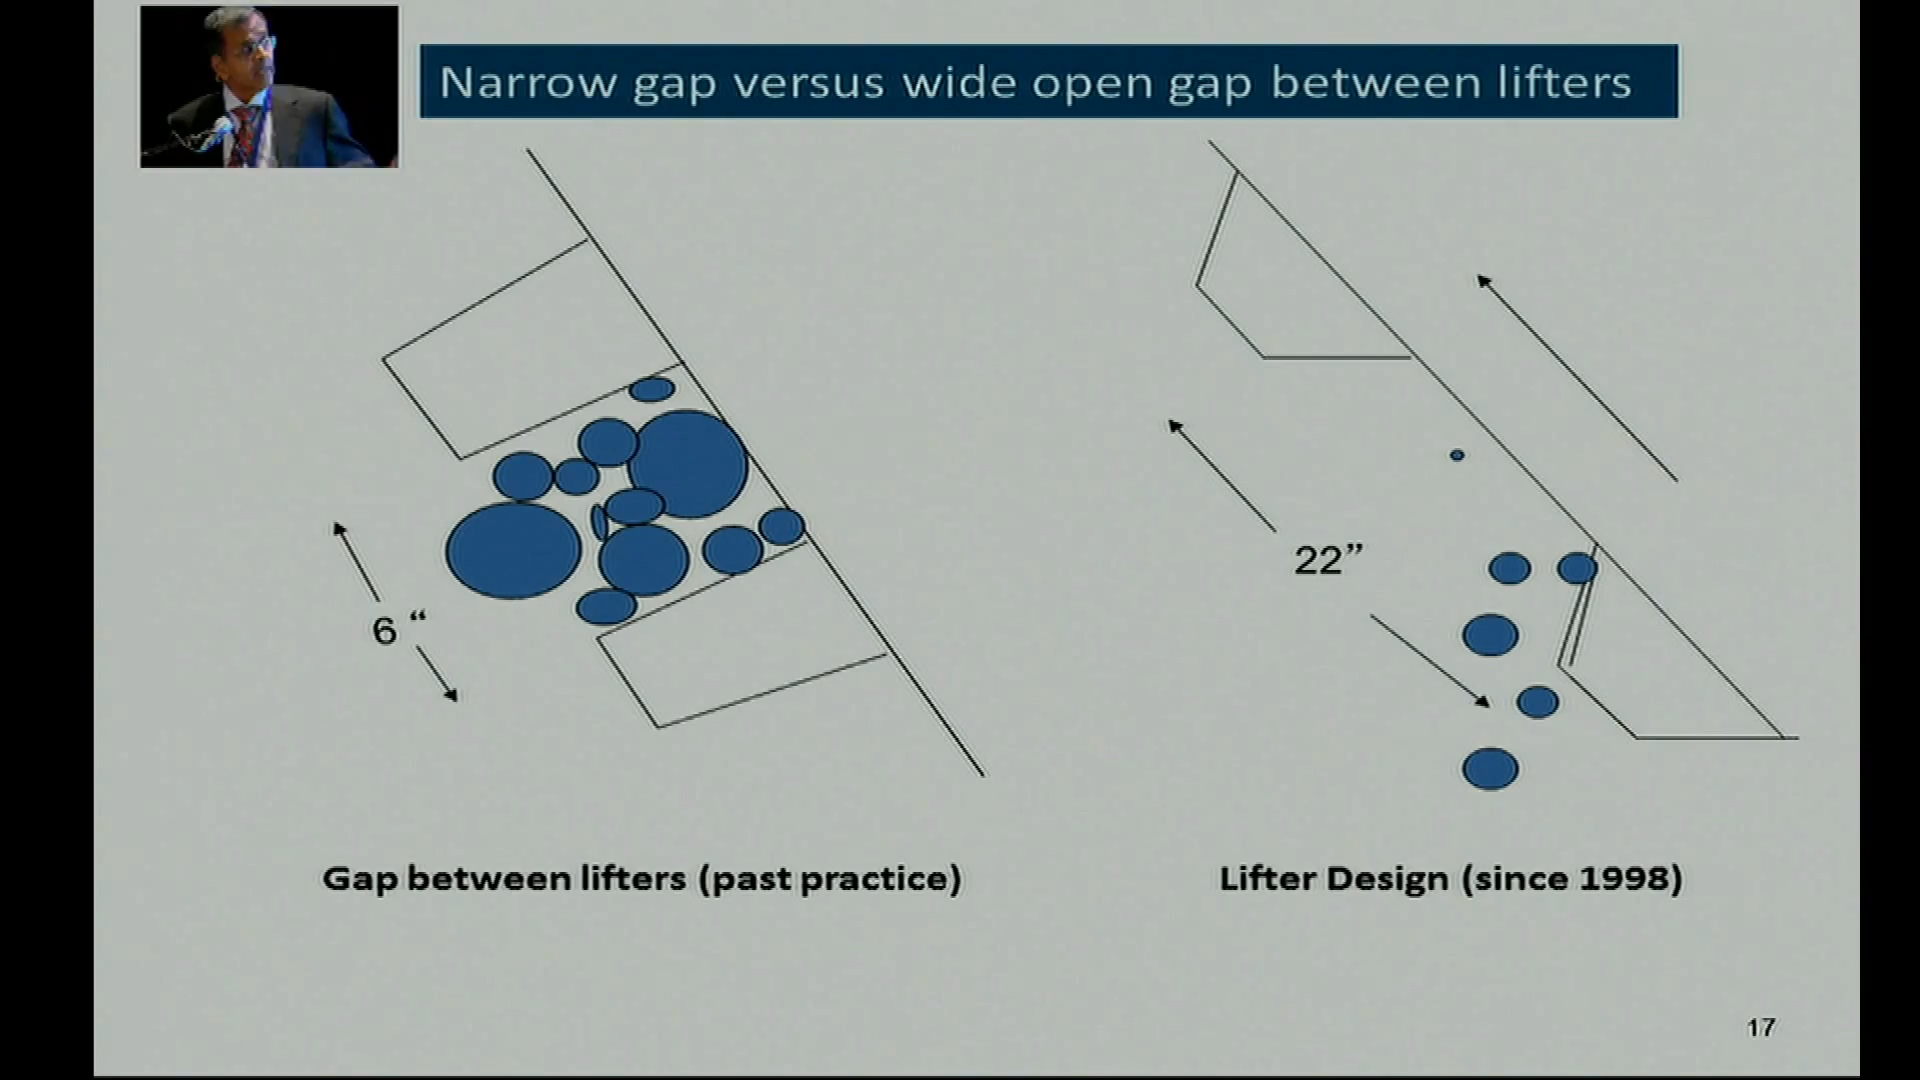 Narrow gap versus wide open gap between lifters
6 “
22”
Gap between lifters (past practice)
Lifter Design (since 1998)
17